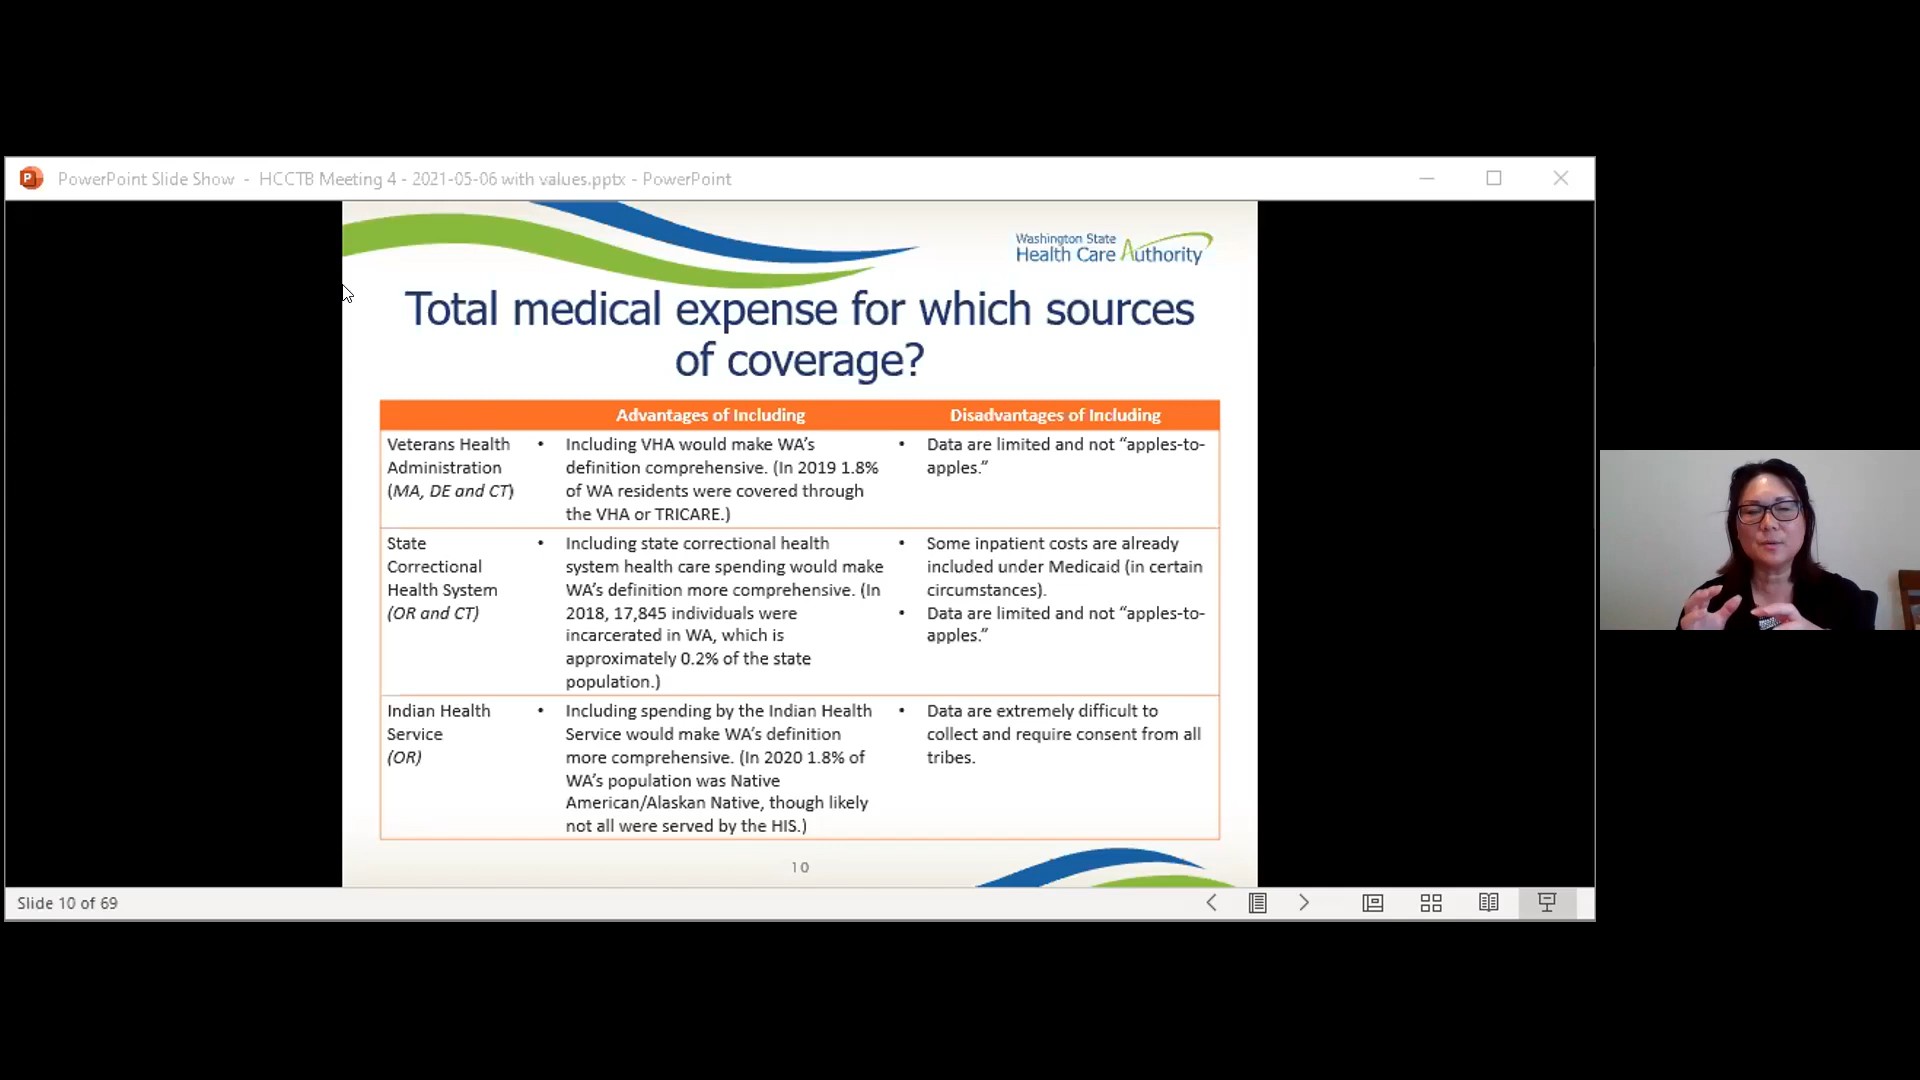 PowerPoint Slide Show - HCCTB Meeting 4 - 2021-05-06 with values.pptx - PowerPoint
Washington State
Health Care Authority
Total medical expense for which sources
of coverage?
Advantages of Including
Disadvantages of Including
Veterans Health
Administration
(MA, DE and CT)
• Including VHA would make WA's
definition comprehensive. (In 2019 1.8%
of WA residents were covered through
the VHA or TRICARE.)
• Data are limited and not “apples-to-
apples.”
State
Correctional
Health System
(OR and CT)
• Including state correctional health
system health care spending would make
WA's definition more comprehensive. (In
2018, 17,845 individuals were
incarcerated in WA, which is
approximately 0.2% of the state
population.)
• Some inpatient costs are already
included under Medicaid (in certain
circumstances).
• Data are limited and not “apples-to-
apples.”
Indian Health
Service
(OR)
• Including spending by the Indian Health
Service would make WA's definition
more comprehensive. (In 2020 1.8% of
WA's population was Native
American/Alaskan Native, though likely
not all were served by the HIS.)
• Data are extremely difficult to
collect and require consent from all
tribes.
10
Slide 10 of 69